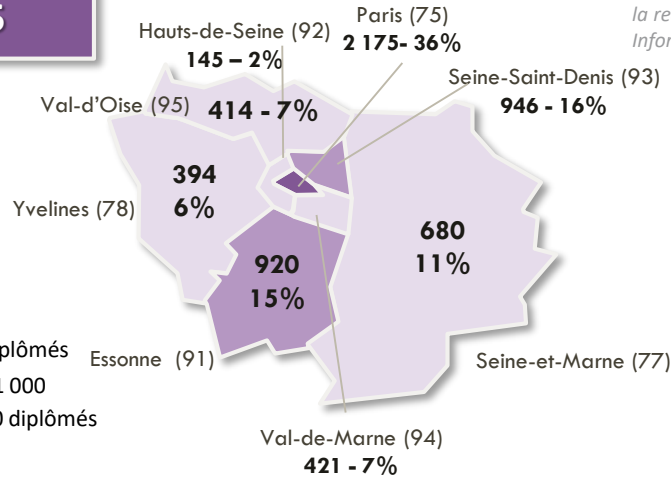 5
la re
Infor
Paris (75)
2 175- 36%
Hauts-de-Seine (92)
145 – 2%
Seine-Saint-Denis (93)
946 - 16%
Val-d'Oise (95)
414 - 7%
394
6%
Yvelines (78)
680
11%
920
15%
plômés
1 000
0 diplômés
Essonne (91)
Seine-et-Marne (77)
Val-de-Marne (94)
421 - 7%